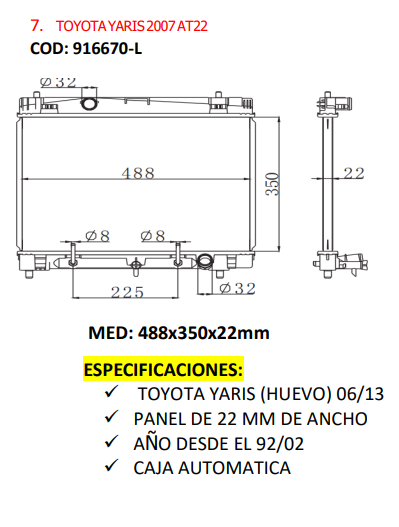 7. TOYOTA YARIS 2007 AT22
COD: 916670-L
Ø32
488
350
22
Ø8 Ø8
225
Ø32
MED: 488x350x22mm
ESPECIFICACIONES:
✓ TOYOTA YARIS (HUEVO) 06/13
✓ PANEL DE 22 MM DE ANCHO
✓ AÑO DESDE EL 92/02
✓ CAJA AUTOMATICA